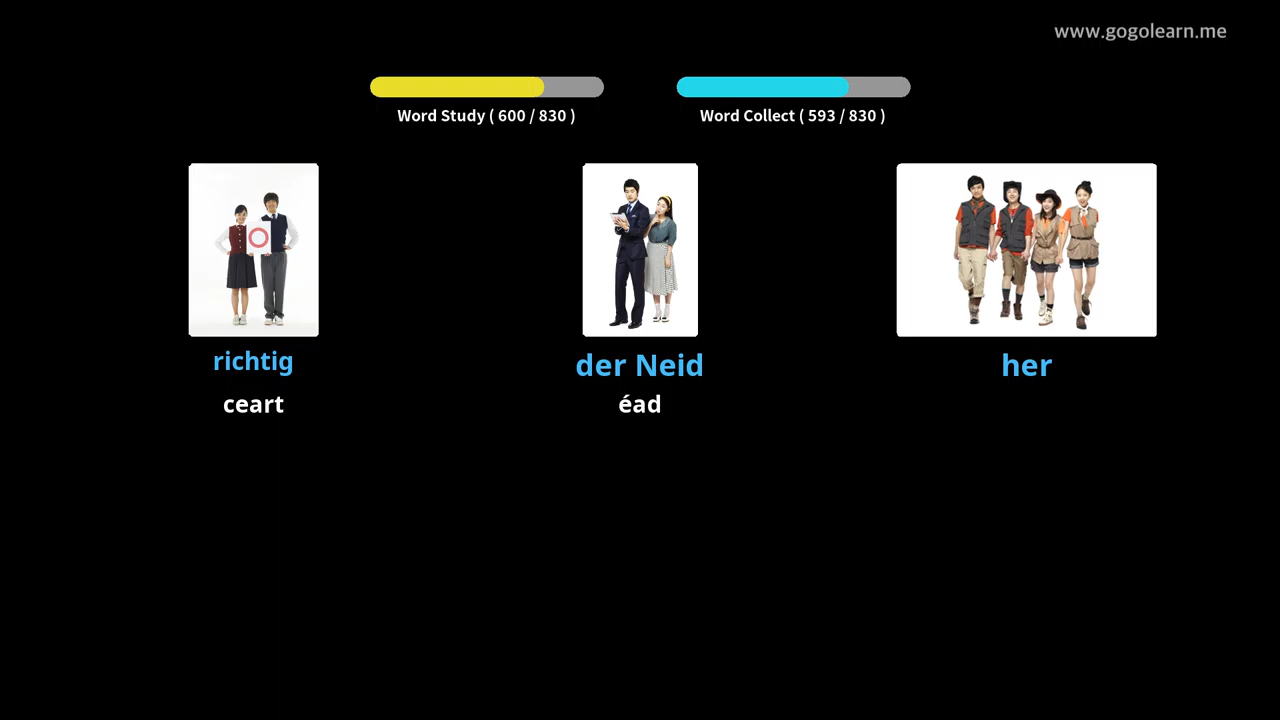 www.gogolearn.me
Word Study ( 600 / 830 )
Word Collect ( 593 / 830 )
richtig
ceart
der Neid
éad
her